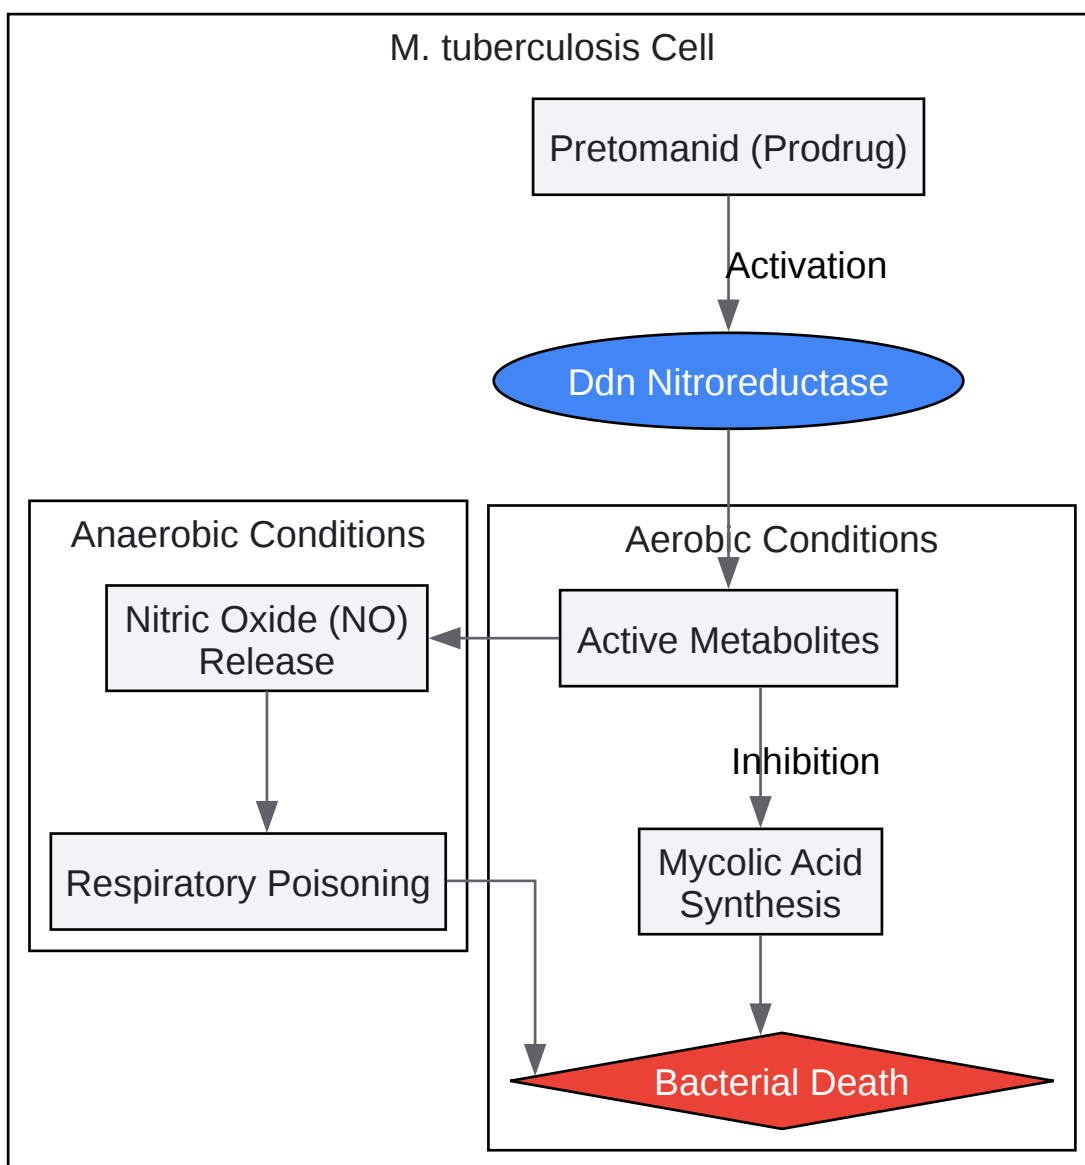 M. tuberculosis Cell
Pretomanid (Prodrug)
Activation
Ddn Nitroreductase
Anaerobic Conditions
Nitric Oxide (NO)
Release
Respiratory Poisoning
Aerobic Conditions
Active Metabolites
Inhibition
Mycolic Acid
Synthesis
Bacterial Death